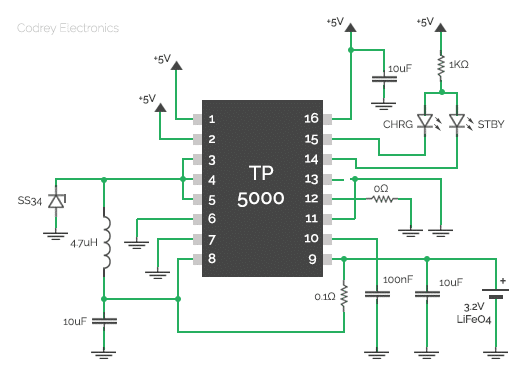 Codrey Electronics
+5V
+5V
+5V
+5V
10uF
1KΩ
CHRG
STBY
TP
5000
1
2
3
4
5
6
7
8
16
15
14
13
12
11
10
9
0Ω
SS34
4.7uH
10uF
0.1Ω
100nF
10uF
+
3.2V
LiFeO4